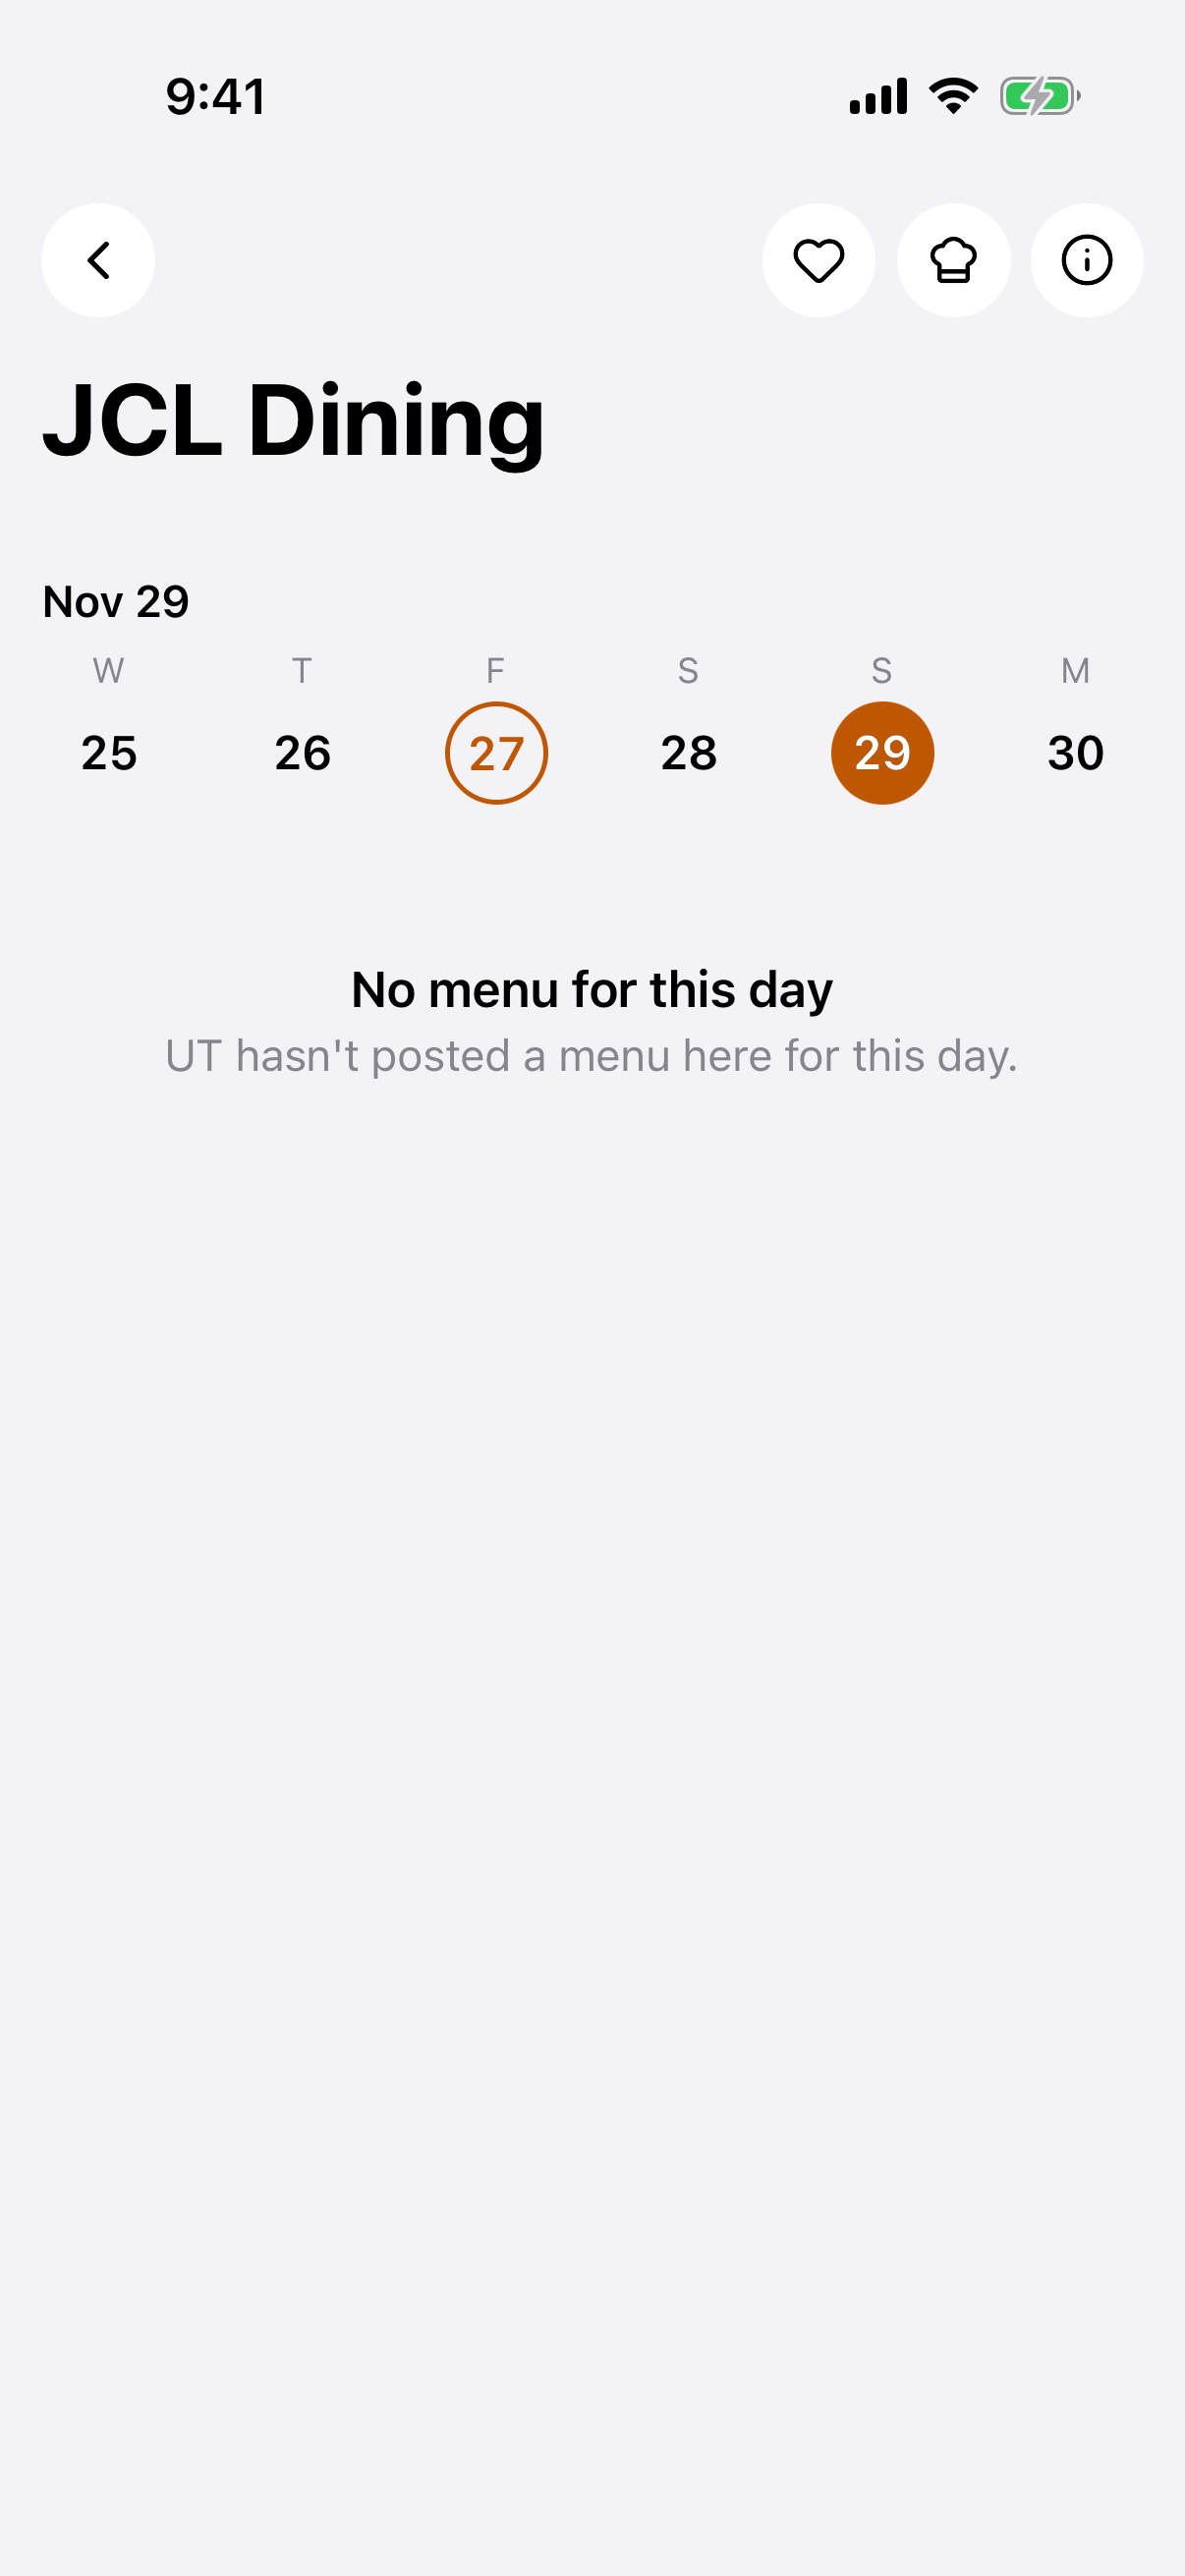 9:41
JCL Dining
Nov 29
W T F S S M
25 26 27 28 29 30
No menu for this day
UT hasn't posted a menu here for this day.